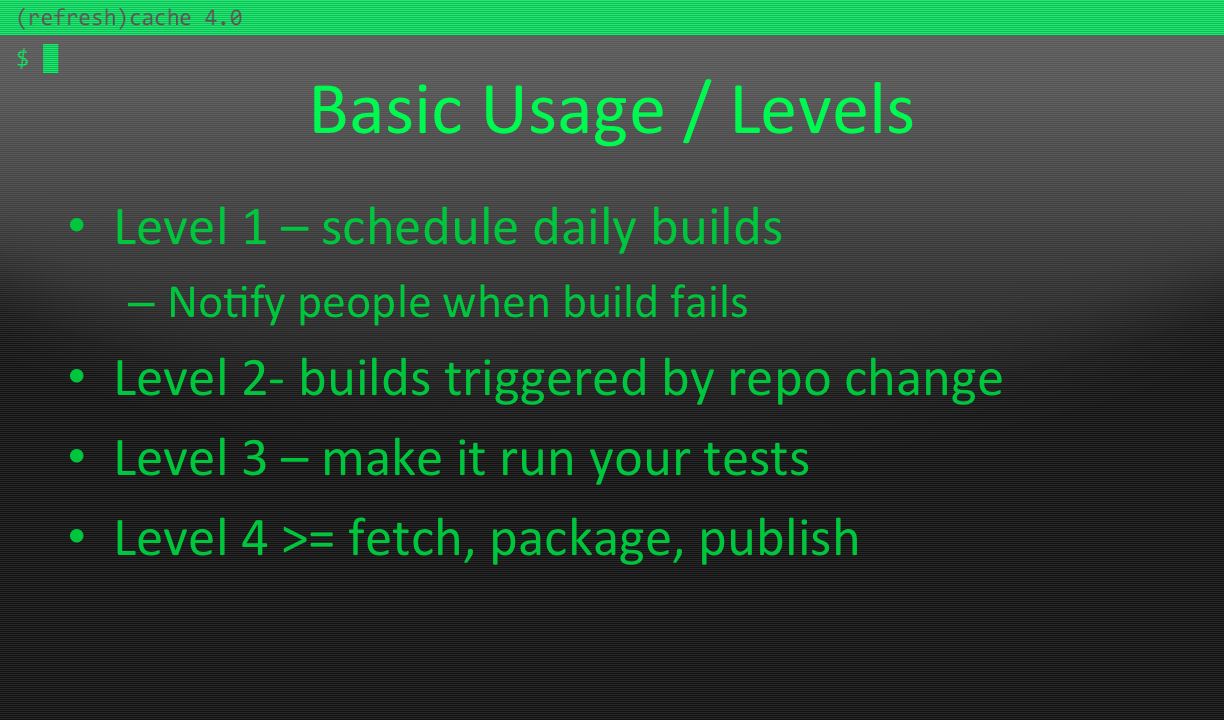 (refresh)cache 4.0
$
Basic Usage / Levels
• Level 1 – schedule daily builds
– Notify people when build fails
• Level 2- builds triggered by repo change
• Level 3 – make it run your tests
• Level 4 >= fetch, package, publish